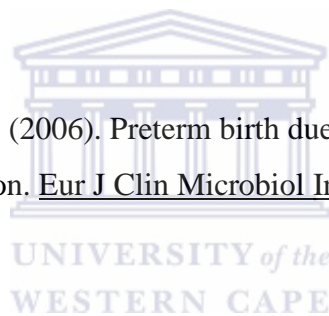 (2006). Preterm birth due
on. Eur J Clin Microbiol In
UNIVERSITY of the
WESTERN CAPE